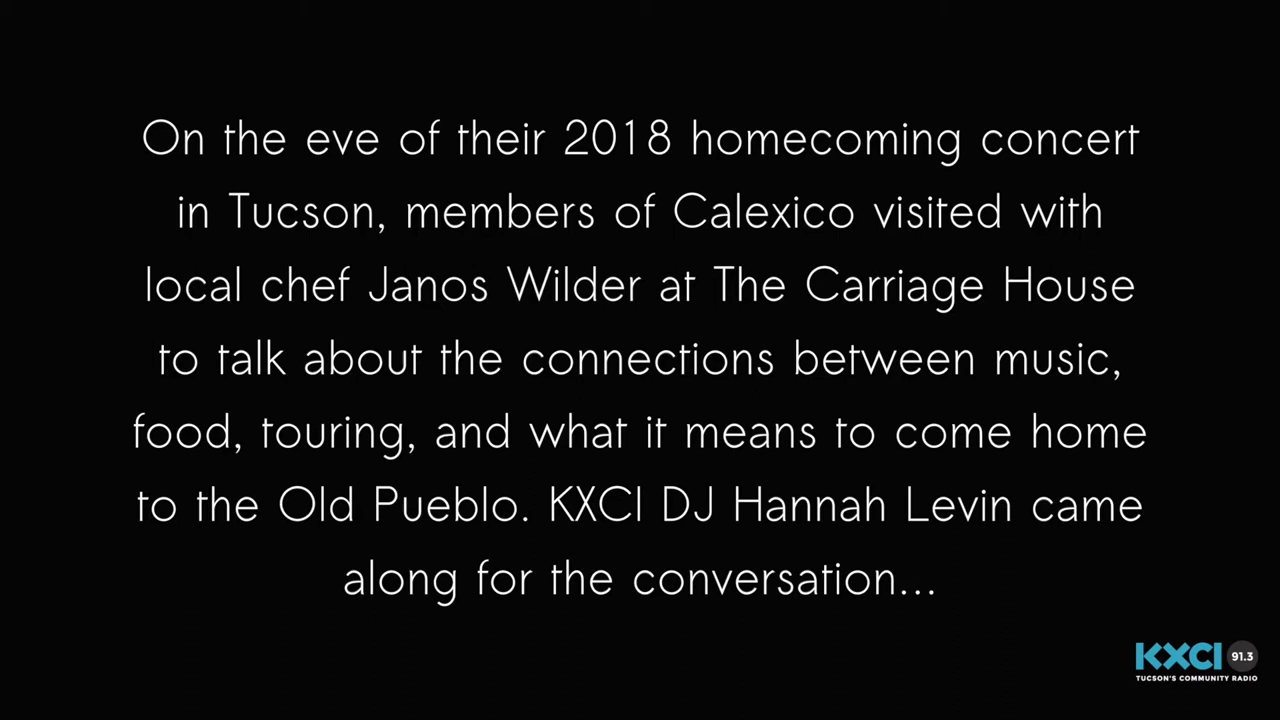 On the eve of their 2018 homecoming concert
in Tucson, members of Calexico visited with
local chef Janos Wilder at The Carriage House
to talk about the connections between music,
food, touring, and what it means to come home
to the Old Pueblo. KXCI DJ Hannah Levin came
along for the conversation...
KXCI 91.3
TUCSON'S COMMUNITY RADIO